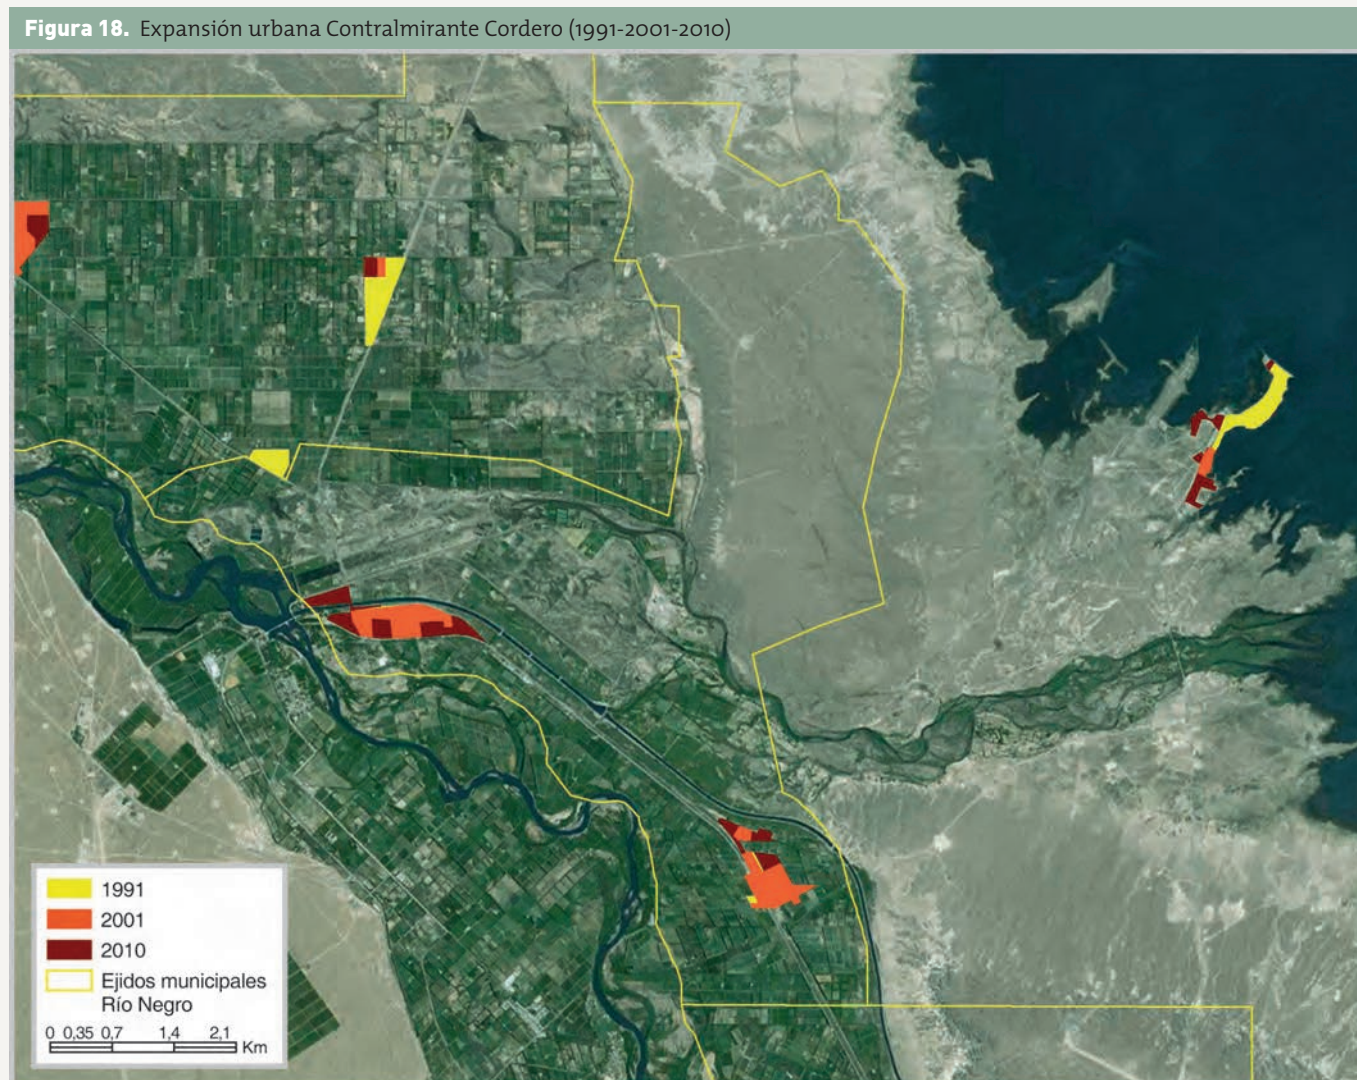 Figura 18. Expansión urbana Contralmirante Cordero (1991-2001-2010)
1991
2001
2010
Ejidos municipales
Río Negro
0 0,35 0,7 1,4 2,1 Km